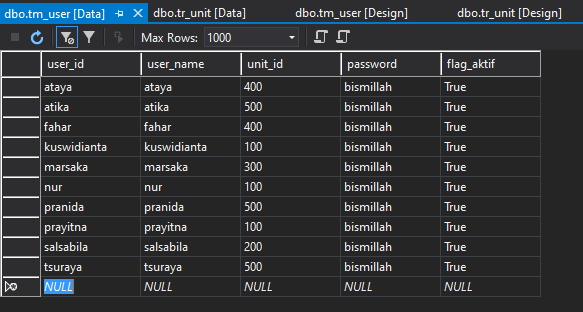 dbo.tm_user [Data] dbo.tr_unit [Data] dbo.tm_user [Design] dbo.tr_unit [Design]
Max Rows: 1000
user_id user_name unit_id password flag_aktif
ataya ataya 400 bismillah True
atika atika 500 bismillah True
fahar fahar 400 bismillah True
kuswidianta kuswidianta 100 bismillah True
marsaka marsaka 300 bismillah True
nur nur 100 bismillah True
pranida pranida 500 bismillah True
prayitna prayitna 100 bismillah True
salsabila salsabila 200 bismillah True
tsuraya tsuraya 500 bismillah True
NULL NULL NULL NULL NULL